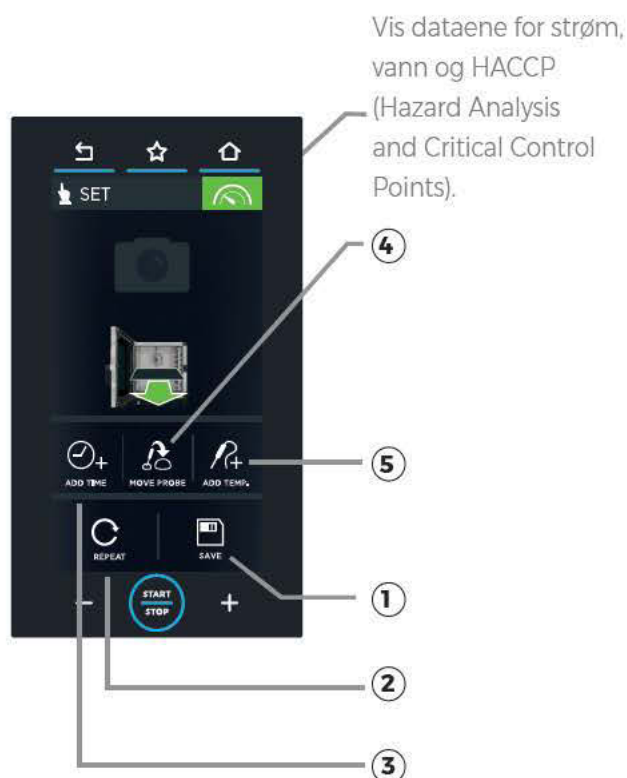 Vis dataene for strøm,
vann og HACCP
(Hazard Analysis
and Critical Control
Points).
SET
4
ADD TIME
MOVE PROBE
ADD TEMP.
5
REPEAT
SAVE
1
START
STOP
2
3